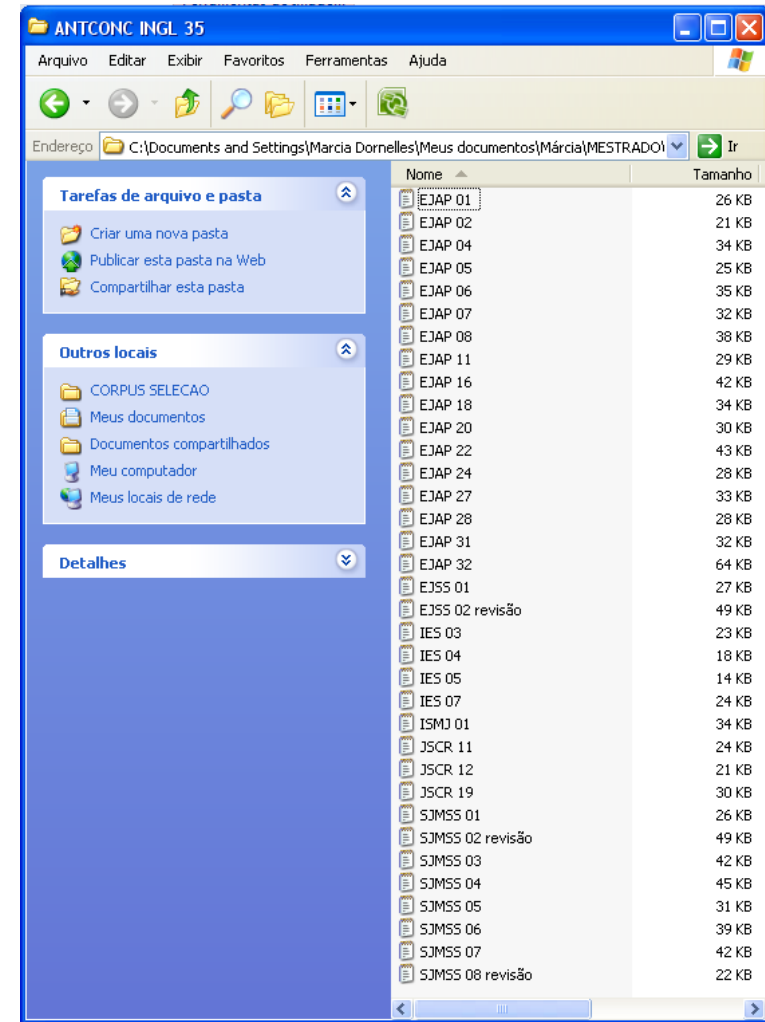 ANTCONC INGL 35
Arquivo Editar Exibir Favoritos Ferramentas Ajuda
Endereço C:\Documents and Settings\Marcia Dornelles\Meus documentos\Márcia\MESTRADO\ Ir
Tarefas de arquivo e pasta
Criar uma nova pasta
Publicar esta pasta na Web
Compartilhar esta pasta
Outros locais
CORPUS SELECAO
Meus documentos
Documentos compartilhados
Meu computador
Meus locais de rede
Detalhes
Nome Tamanho
EJAP 01 26 KB
EJAP 02 21 KB
EJAP 04 34 KB
EJAP 05 25 KB
EJAP 06 35 KB
EJAP 07 32 KB
EJAP 08 38 KB
EJAP 11 29 KB
EJAP 16 42 KB
EJAP 18 34 KB
EJAP 20 30 KB
EJAP 22 43 KB
EJAP 24 28 KB
EJAP 27 33 KB
EJAP 28 28 KB
EJAP 31 32 KB
EJAP 32 64 KB
EJSS 01 27 KB
EJSS 02 revisão 49 KB
IES 03 23 KB
IES 04 18 KB
IES 05 14 KB
IES 07 24 KB
ISMJ 01 34 KB
JSCR 11 24 KB
JSCR 12 21 KB
JSCR 19 30 KB
SJMSS 01 26 KB
SJMSS 02 revisão 49 KB
SJMSS 03 42 KB
SJMSS 04 45 KB
SJMSS 05 31 KB
SJMSS 06 39 KB
SJMSS 07 42 KB
SJMSS 08 revisão 22 KB